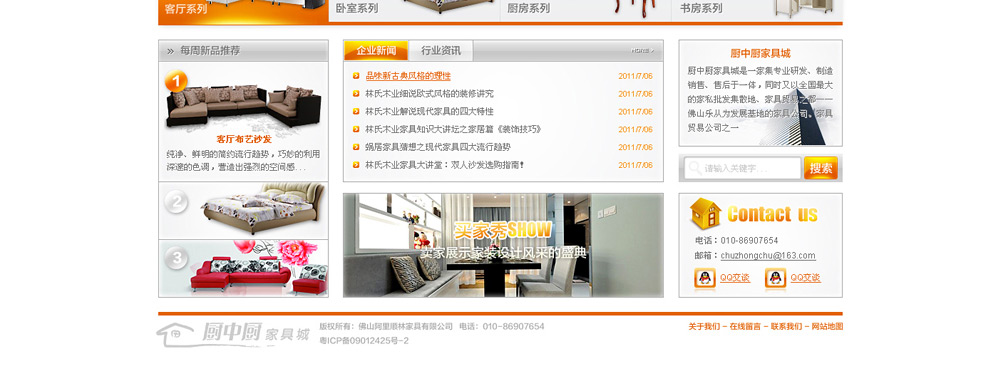 客厅系列
卧室系列
厨房系列
书房系列
» 每周新品推荐
1
客厅布艺沙发
纯净、鲜明的简约流行趋势，巧妙的利用
深邃的色调，营造出强烈的空间感...
2
3
企业新闻
行业资讯
MORE >
品味新古典风格的理性 2011/7/06
林氏木业细说欧式风格的装修讲究 2011/7/06
林氏木业解说现代家具的四大特性 2011/7/06
林氏木业家具知识大讲坛之家居篇《装饰技巧》 2011/7/06
娲居家具猜想之现代家具四大流行趋势 2011/7/06
林氏木业家具大讲堂：双人沙发选购指南! 2011/7/06
买家秀SHOW
卖家展示家装设计风采的盛典
厨中厨家具城
厨中厨家具城是一家集专业研发、制造
销售、售后于一体，同时又以全国最大
的家私批发集散地、家具贸易之都——
佛山乐从为发展基地的家具公司。家具
贸易公司之一
请输入关键字...
搜索
Contact us
电话：010-86907654
邮箱：chuzhongchu@163.com
QQ交谈
QQ交谈
厨中厨 家具城
版权所有：佛山阿里顺林家具有限公司 电话：010-86907654
粤ICP备09012425号-2
关于我们 - 在线留言 - 联系我们 - 网站地图